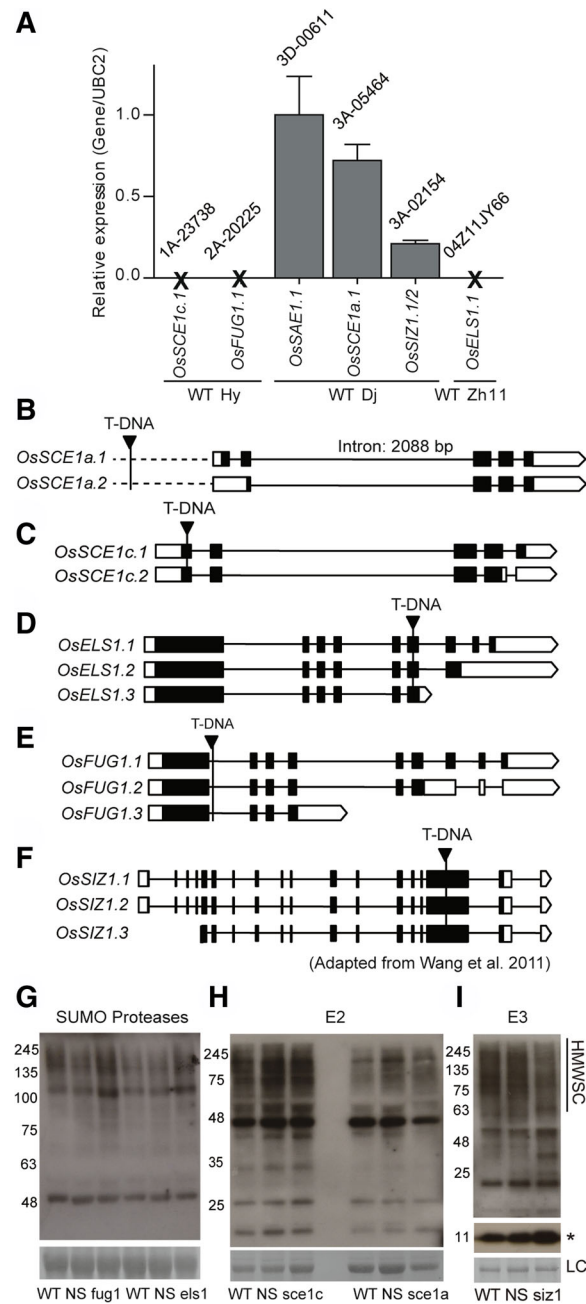 A
Relative expression (Gene/UBC2)
1.0
0.5
0.0
1A-23738
2A-20225
3D-00611
3A-05464
3A-02154
04Z11JY66
X
X
X
OsSCE1c.1
OsFUG1.1
OsSAE1.1
OsSCE1a.1
OsSIZ1.1/2
OsELS1.1
WT Hy
WT Dj
WT Zh11
B
T-DNA
Intron: 2088 bp
OsSCE1a.1
OsSCE1a.2
C
T-DNA
OsSCE1c.1
OsSCE1c.2
D
T-DNA
OsELS1.1
OsELS1.2
OsELS1.3
E
T-DNA
OsFUG1.1
OsFUG1.2
OsFUG1.3
F
T-DNA
OsSIZ1.1
OsSIZ1.2
OsSIZ1.3
(Adapted from Wang et al. 2011)
G
SUMO Proteases
245
135
100
75
63
48
WT NS fug1 WT NS els1
H
E2
245
75
48
35
25
WT NS sce1c
WT NS sce1a
I
E3
245
135
75
63
48
25
11
HMWSC
*
LC
WT NS siz1